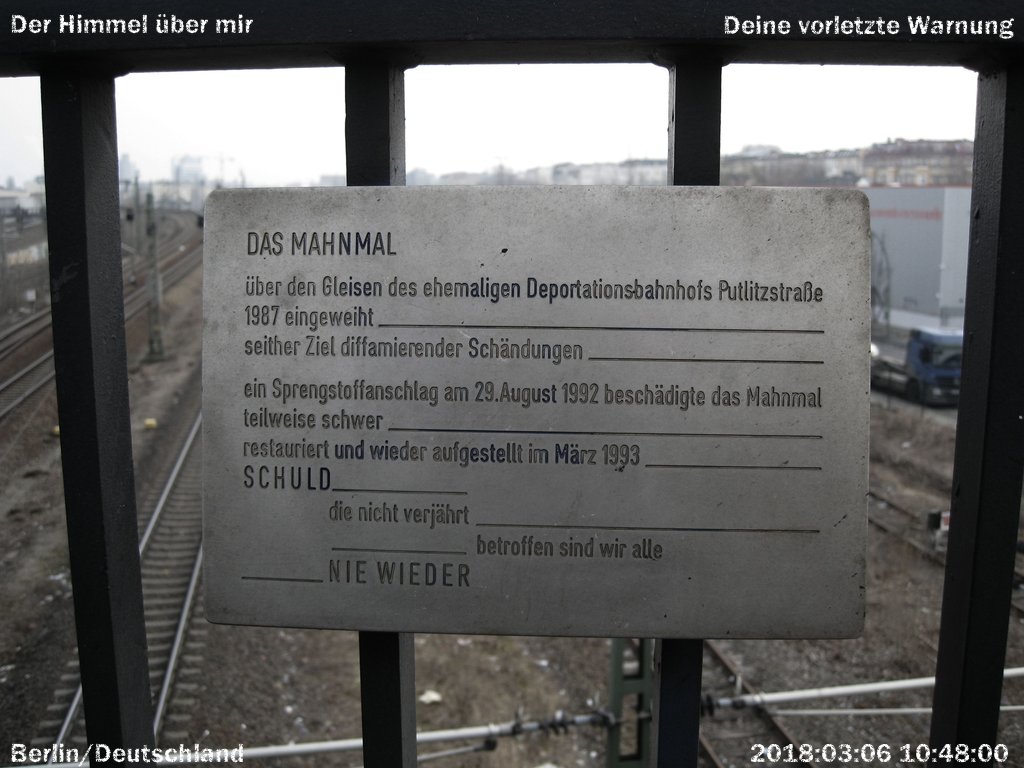 Der Himmel über mir
Deine vorletzte Warnung
DAS MAHNMAL
über den Gleisen des ehemaligen Deportationsbahnhofs Putlitzstraße
1987 eingeweiht
seither Ziel diffamierender Schändungen
ein Sprengstoffanschlag am 29.August 1992 beschädigte das Mahnmal
teilweise schwer
restauriert und wieder aufgestellt im März 1993
SCHULD
die nicht verjährt
betroffen sind wir alle
NIE WIEDER
Berlin/Deutschland
2018:03:06 10:48:00